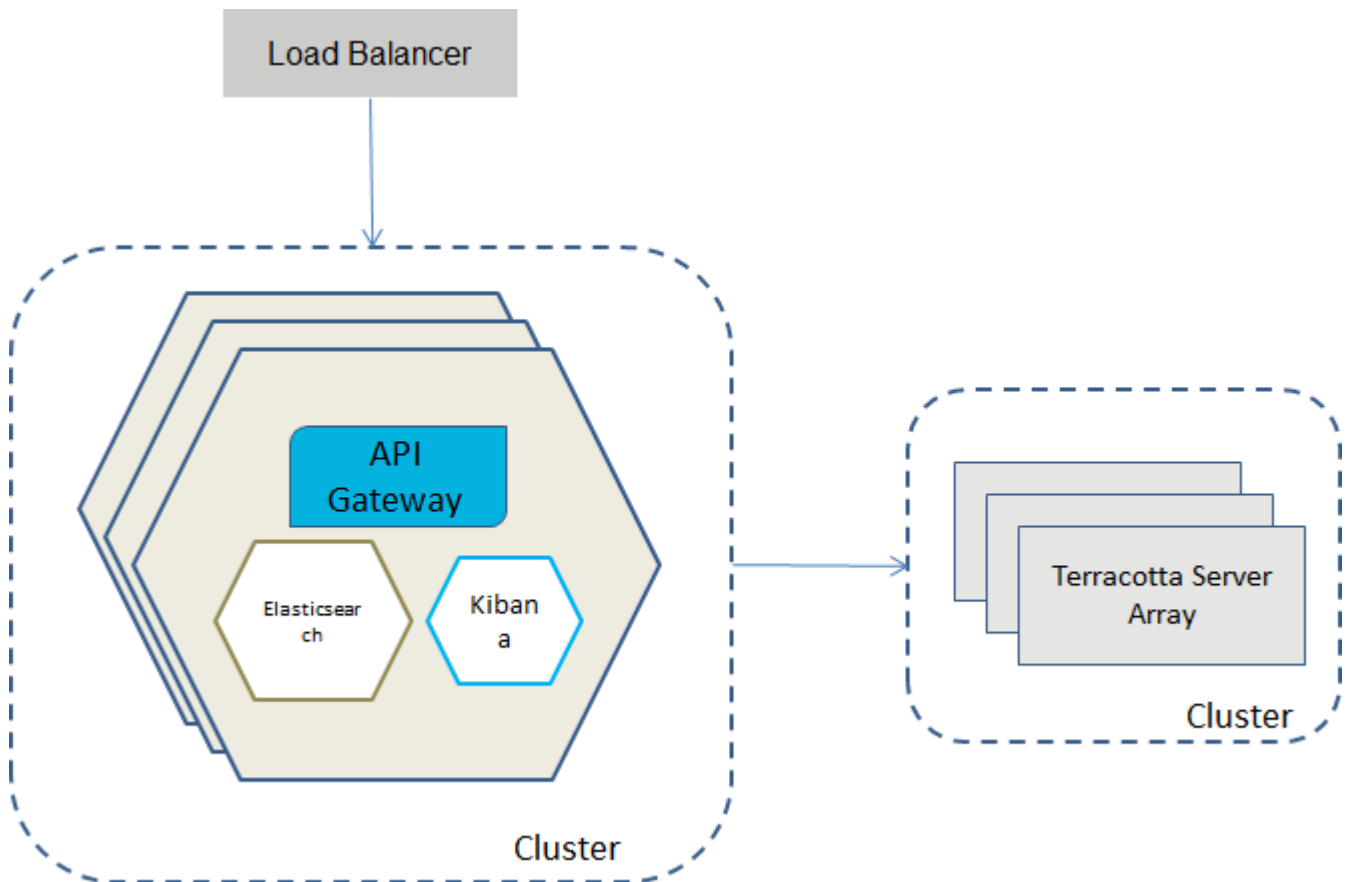 Load Balancer
API
Gateway
Elasticsear
ch
Kiban
a
Cluster
Terracotta Server
Array
Cluster